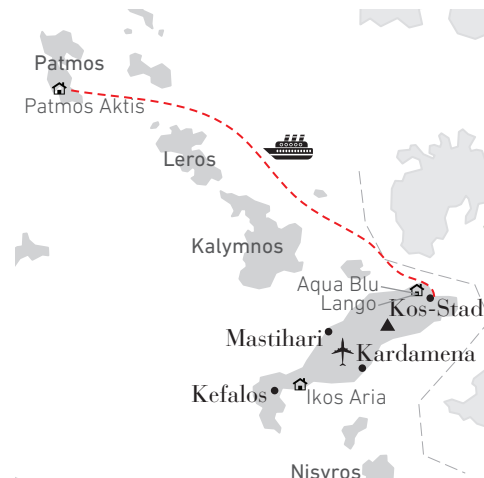 Patmos
Patmos Aktis
Leros
Kalymnos
Aqua Blu
Lango
Kos-Stad
Mastihari
Kardamena
Kefalos
Ikos Aria
Nisyros